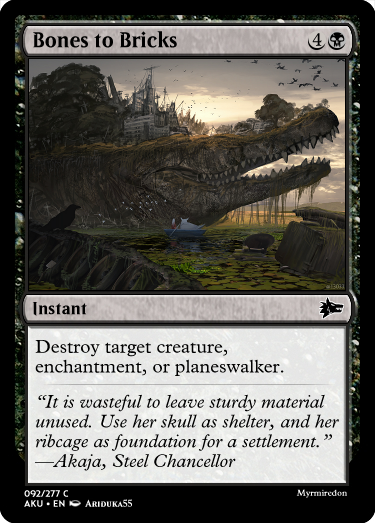 Bones to Bricks 4
Instant
Destroy target creature,
enchantment, or planeswalker.
“It is wasteful to leave sturdy material
unused. Use her skull as shelter, and her
ribcage as foundation for a settlement.”
—Akaja, Steel Chancellor
092/277 C
Myrmiredon
AKU • EN Ariduka55